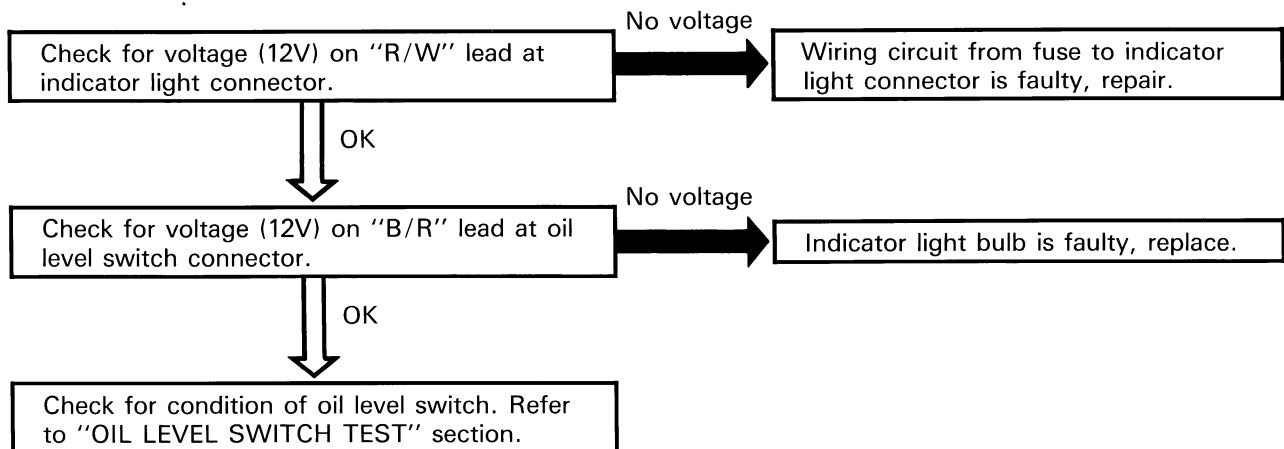 No voltage
Check for voltage (12V) on "R/W" lead at
indicator light connector.
Wiring circuit from fuse to indicator
light connector is faulty, repair.
OK
No voltage
Check for voltage (12V) on "B/R" lead at oil
level switch connector.
Indicator light bulb is faulty, replace.
OK
Check for condition of oil level switch. Refer
to "OIL LEVEL SWITCH TEST" section.